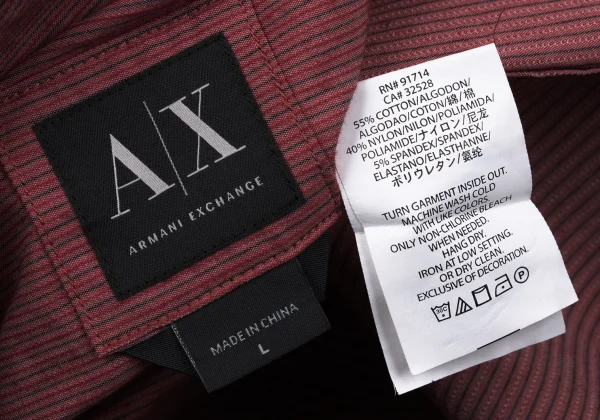 A|X
ARMANI EXCHANGE
MADE IN CHINA
L
RN# 91714
CA# 32528
55% COTTON/ALGODON/
ALGODAO/COTON/綿/棉
40% NYLON/NILON/POLIAMIDA/
POLIAMIDE/ナイロン/尼龙
5% SPANDEX/SPANDEX/
ELASTANO/ELASTHANNE/
ポリウレタン/氨纶
TURN GARMENT INSIDE OUT.
MACHINE WASH COLD
WITH LIKE COLORS.
ONLY NON-CHLORINE BLEACH
WHEN NEEDED.
HANG DRY.
IRON AT LOW SETTING.
OR DRY CLEAN.
EXCLUSIVE OF DECORATION.
30C P